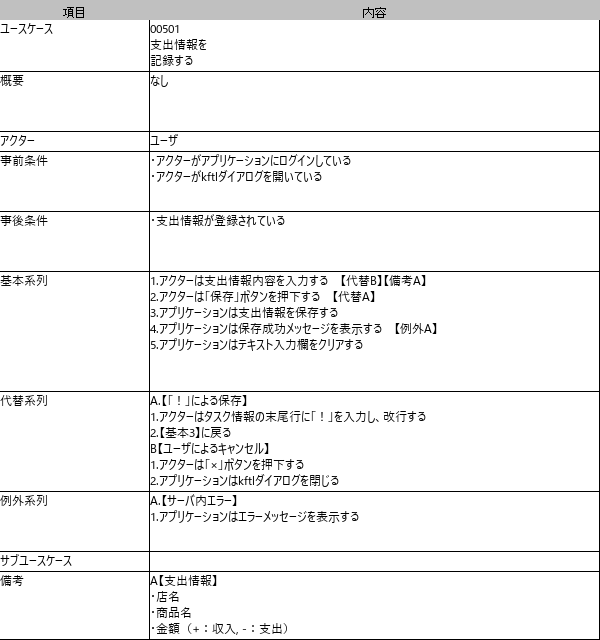 項目 内容
ユースケース 00501
支出情報を
記録する
概要 なし
アクター ユーザ
事前条件 ・アクターがアプリケーションにログインしている
・アクターがkftlダイアログを開いている
事後条件 ・支出情報が登録されている
基本系列 1.アクターは支出情報内容を入力する 【代替B】【備考A】
2.アクターは「保存」ボタンを押下する 【代替A】
3.アプリケーションは支出情報を保存する
4.アプリケーションは保存成功メッセージを表示する 【例外A】
5.アプリケーションはテキスト入力欄をクリアする
代替系列 A.【「！」による保存】
1.アクターはタスク情報の末尾行に「！」を入力し、改行する
2.【基本3】に戻る
B【ユーザによるキャンセル】
1.アクターは「×」ボタンを押下する
2.アプリケーションはkftlダイアログを閉じる
例外系列 A.【サーバ内エラー】
1.アプリケーションはエラーメッセージを表示する
サブユースケース
備考 A【支出情報】
・店名
・商品名
・金額（+：収入, -：支出）